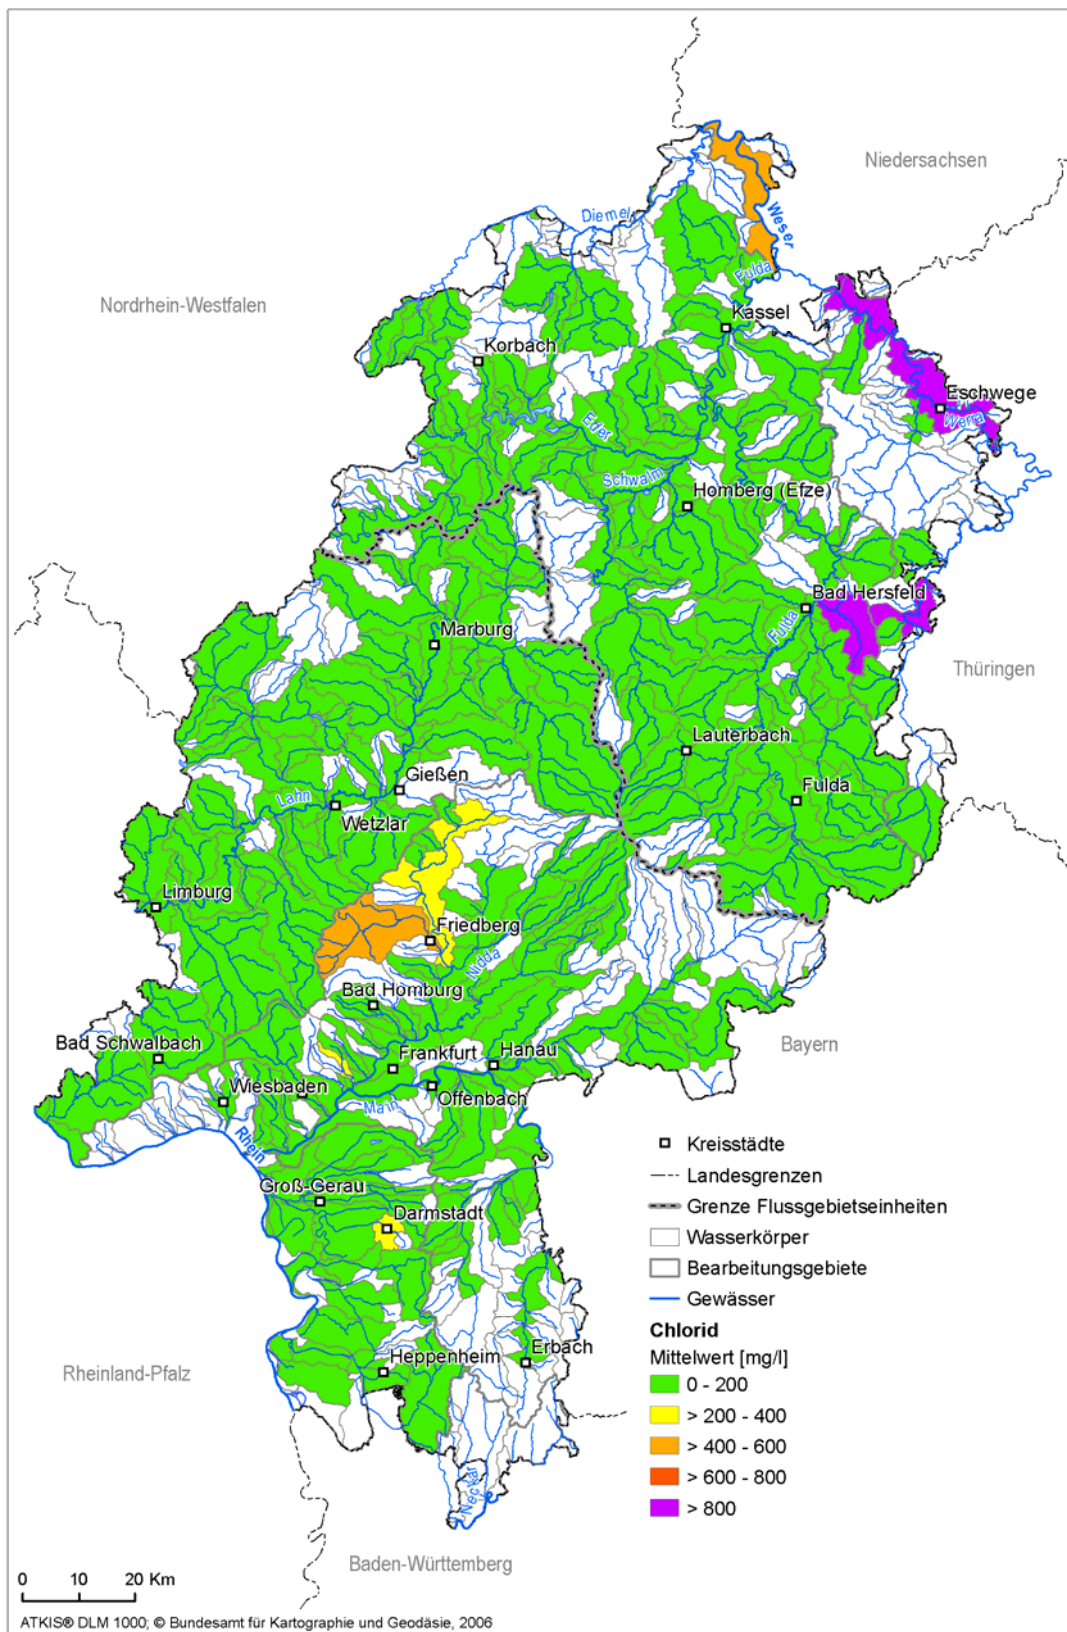 Niedersachsen
Diemel
Weser
Fulda
Nordrhein-Westfalen
Kassel
Korbach
Eschwege
Werra
Eder
Schwalm
Homberg (Efze)
Bad Hersfeld
Fulda
Marburg
Thüringen
Lauterbach
Gießen
Fulda
Lahn
Wetzlar
Limburg
Friedberg
Nidda
Bad Homburg
Bad Schwalbach
Frankfurt
Hanau
Bayern
Wiesbaden
Offenbach
Main
Rhein
Groß-Gerau
Darmstadt
Erbach
Heppenheim
Rheinland-Pfalz
Neckar
Baden-Württemberg
Kreisstädte
Landesgrenzen
Grenze Flussgebietseinheiten
Wasserkörper
Bearbeitungsgebiete
Gewässer
Chlorid
Mittelwert [mg/l]
0 - 200
> 200 - 400
> 400 - 600
> 600 - 800
> 800
0 10 20 Km
ATKIS® DLM 1000; © Bundesamt für Kartographie und Geodäsie, 2006